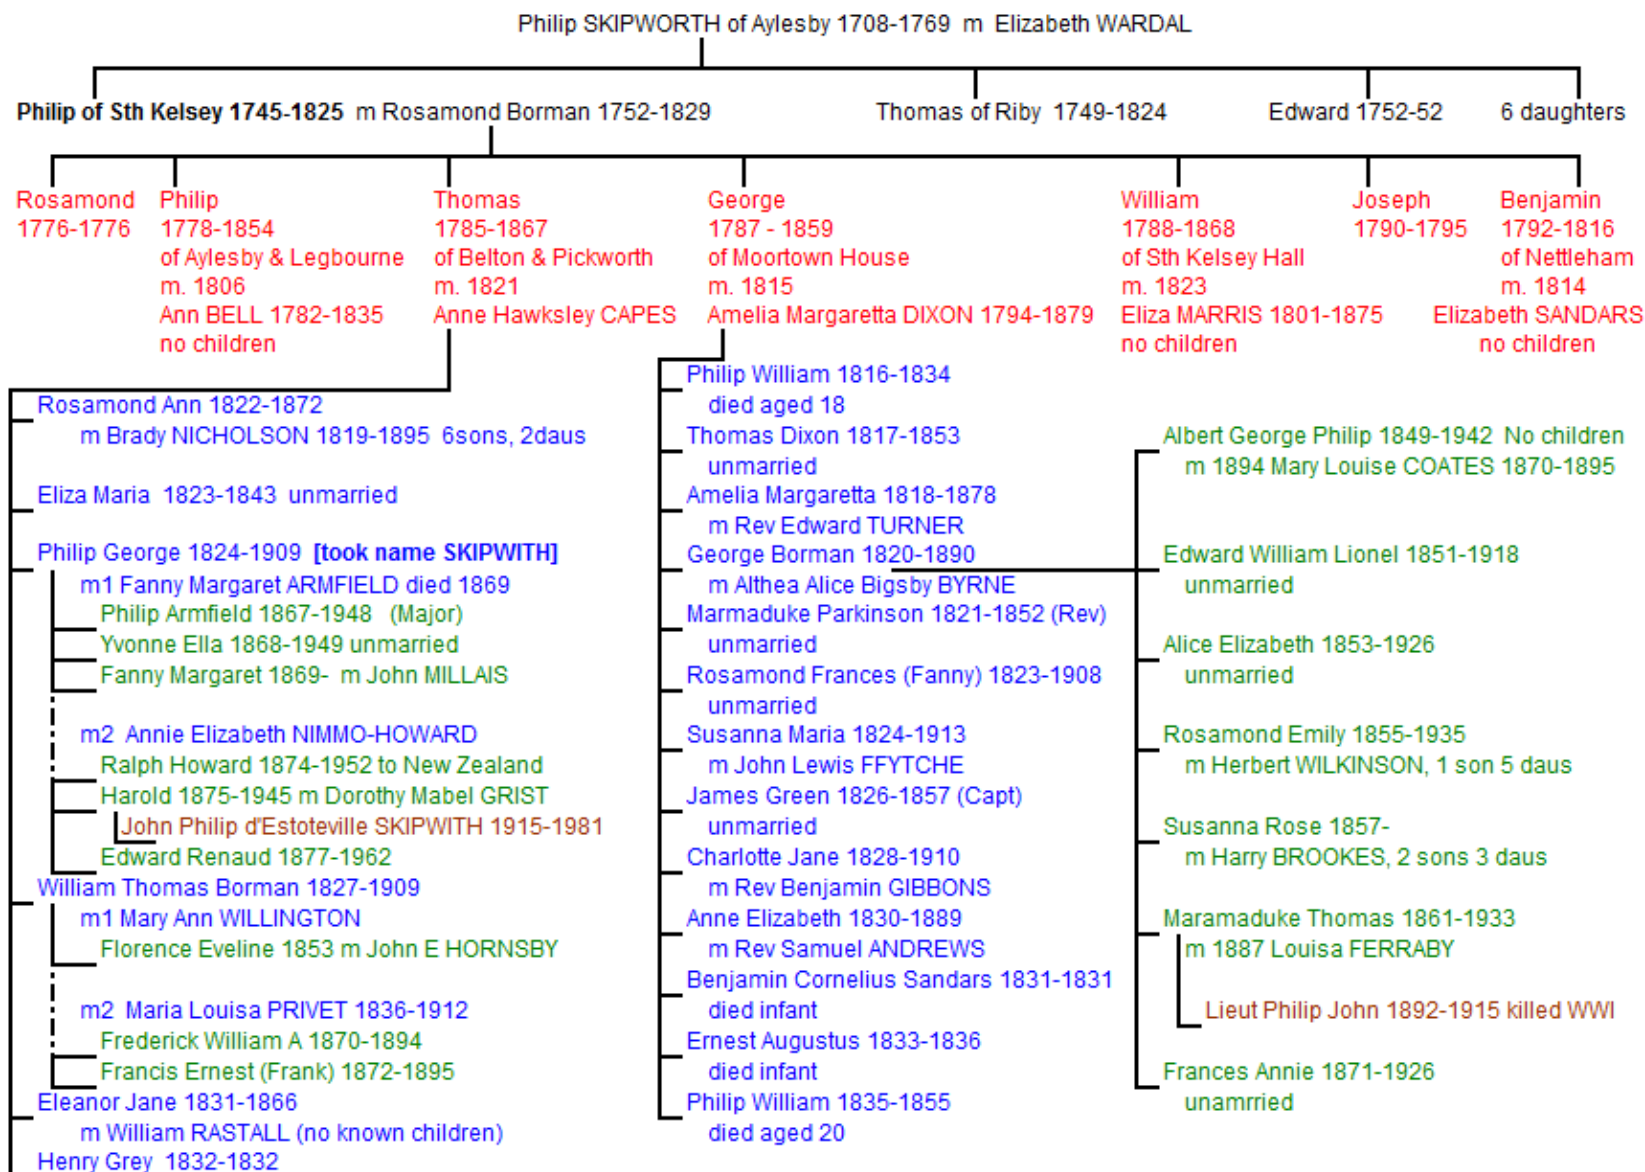 Philip SKIPWORTH of Aylesby 1708-1769 m Elizabeth WARDAL
Philip of Sth Kelsey 1745-1825 m Rosamond Borman 1752-1829
Thomas of Riby 1749-1824
Edward 1752-52
6 daughters
Rosamond
1776-1776
Philip
1778-1854
of Aylesby & Legbourne
m. 1806
Ann BELL 1782-1835
no children
Thomas
1785-1867
of Belton & Pickworth
m. 1821
Anne Hawksley CAPES
George
1787 - 1859
of Moortown House
m. 1815
Amelia Margaretta DIXON 1794-1879
William
1788-1868
of Sth Kelsey Hall
m. 1823
Eliza MARRIS 1801-1875
no children
Joseph
1790-1795
Benjamin
1792-1816
of Nettleham
m. 1814
Elizabeth SANDARS
no children
Rosamond Ann 1822-1872
m Brady NICHOLSON 1819-1895 6sons, 2daus
Eliza Maria 1823-1843 unmarried
Philip George 1824-1909 [took name SKIPWITH]
m1 Fanny Margaret ARMFIELD died 1869
Philip Armfield 1867-1948 (Major)
Yvonne Ella 1868-1949 unmarried
Fanny Margaret 1869- m John MILLAIS
m2 Annie Elizabeth NIMMO-HOWARD
Ralph Howard 1874-1952 to New Zealand
Harold 1875-1945 m Dorothy Mabel GRIST
John Philip d'Estoteville SKIPWITH 1915-1981
Edward Renaud 1877-1962
William Thomas Borman 1827-1909
m1 Mary Ann WILLINGTON
Florence Eveline 1853 m John E HORNSBY
m2 Maria Louisa PRIVET 1836-1912
Frederick William A 1870-1894
Francis Ernest (Frank) 1872-1895
Eleanor Jane 1831-1866
m William RASTALL (no known children)
Henry Grey 1832-1832
Philip William 1816-1834
died aged 18
Thomas Dixon 1817-1853
unmarried
Amelia Margaretta 1818-1878
m Rev Edward TURNER
George Borman 1820-1890
m Althea Alice Bigsby BYRNE
Marmaduke Parkinson 1821-1852 (Rev)
unmarried
Rosamond Frances (Fanny) 1823-1908
unmarried
Susanna Maria 1824-1913
m John Lewis FFYTCHE
James Green 1826-1857 (Capt)
unmarried
Charlotte Jane 1828-1910
m Rev Benjamin GIBBONS
Anne Elizabeth 1830-1889
m Rev Samuel ANDREWS
Benjamin Cornelius Sandars 1831-1831
died infant
Ernest Augustus 1833-1836
died infant
Philip William 1835-1855
died aged 20
Albert George Philip 1849-1942 No children
m 1894 Mary Louise COATES 1870-1895
Edward William Lionel 1851-1918
unmarried
Alice Elizabeth 1853-1926
unmarried
Rosamond Emily 1855-1935
m Herbert WILKINSON, 1 son 5 daus
Susanna Rose 1857-
m Harry BROOKES, 2 sons 3 daus
Maramaduke Thomas 1861-1933
m 1887 Louisa FERRABY
Lieut Philip John 1892-1915 killed WWI
Frances Annie 1871-1926
unamrried